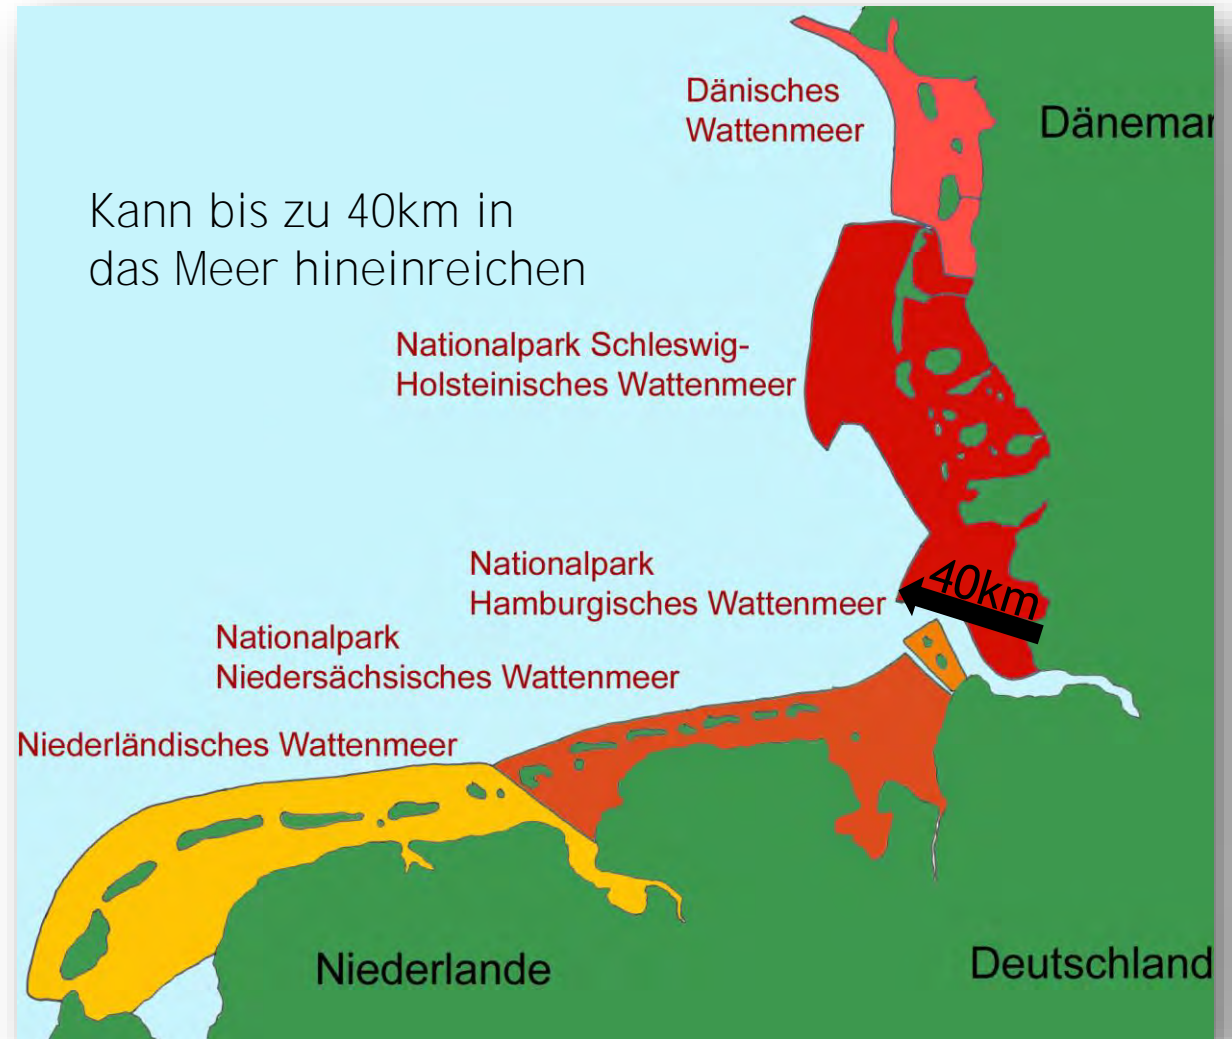 Dänisches
Wattenmeer
Dänemar
Kann bis zu 40km in
das Meer hineinreichen
Nationalpark Schleswig-
Holsteinisches Wattenmeer
Nationalpark
Hamburgisches Wattenmeer
40km
Nationalpark
Niedersächsisches Wattenmeer
Niederländisches Wattenmeer
Niederlande
Deutschland